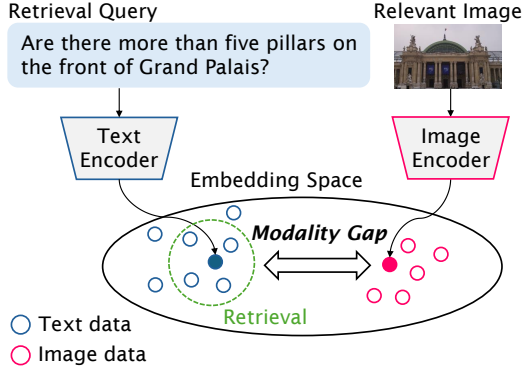 Retrieval Query
Relevant Image
Are there more than five pillars on
the front of Grand Palais?
Text
Encoder
Image
Encoder
Embedding Space
Modality Gap
Retrieval
Text data
Image data